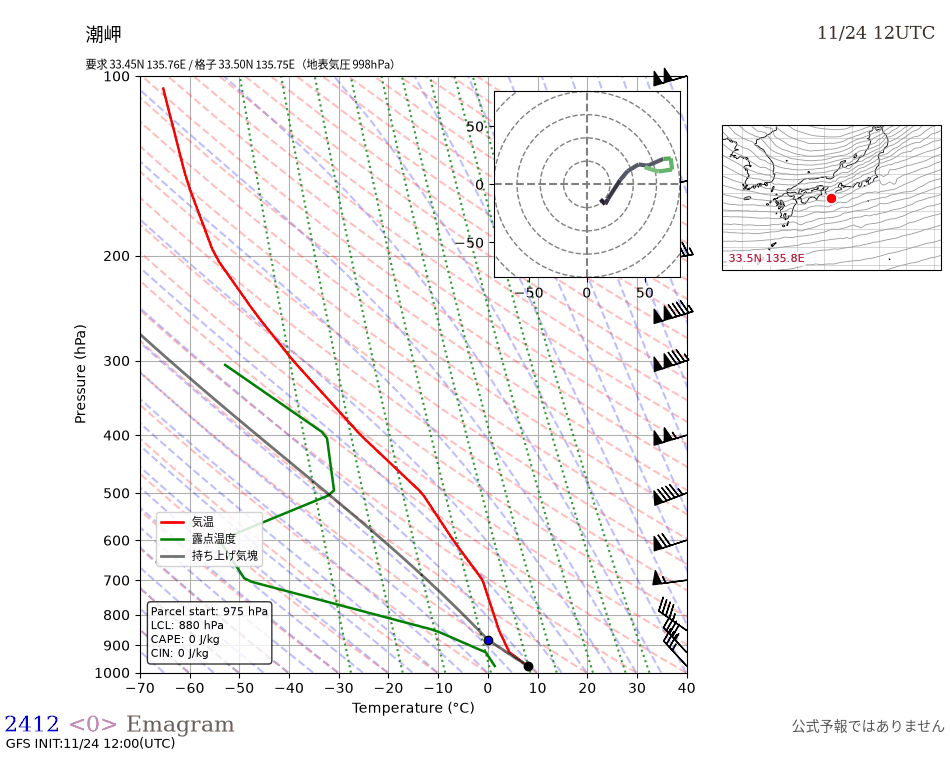 潮岬
11/24 12UTC
要求 33.45N 135.76E / 格子 33.50N 135.75E（地表気圧 998hPa）
100
200
300
400
500
600
700
800
900
1000
Pressure (hPa)
50
0
−50
−50
0
50
33.5N 135.8E
気温
露点温度
持ち上げ気塊
Parcel start: 975 hPa
LCL: 880 hPa
CAPE: 0 J/kg
CIN: 0 J/kg
−70
−60
−50
−40
−30
−20
−10
0
10
20
30
40
Temperature (°C)
2412 <0> Emagram
公式予報ではありません
GFS INIT:11/24 12:00(UTC)